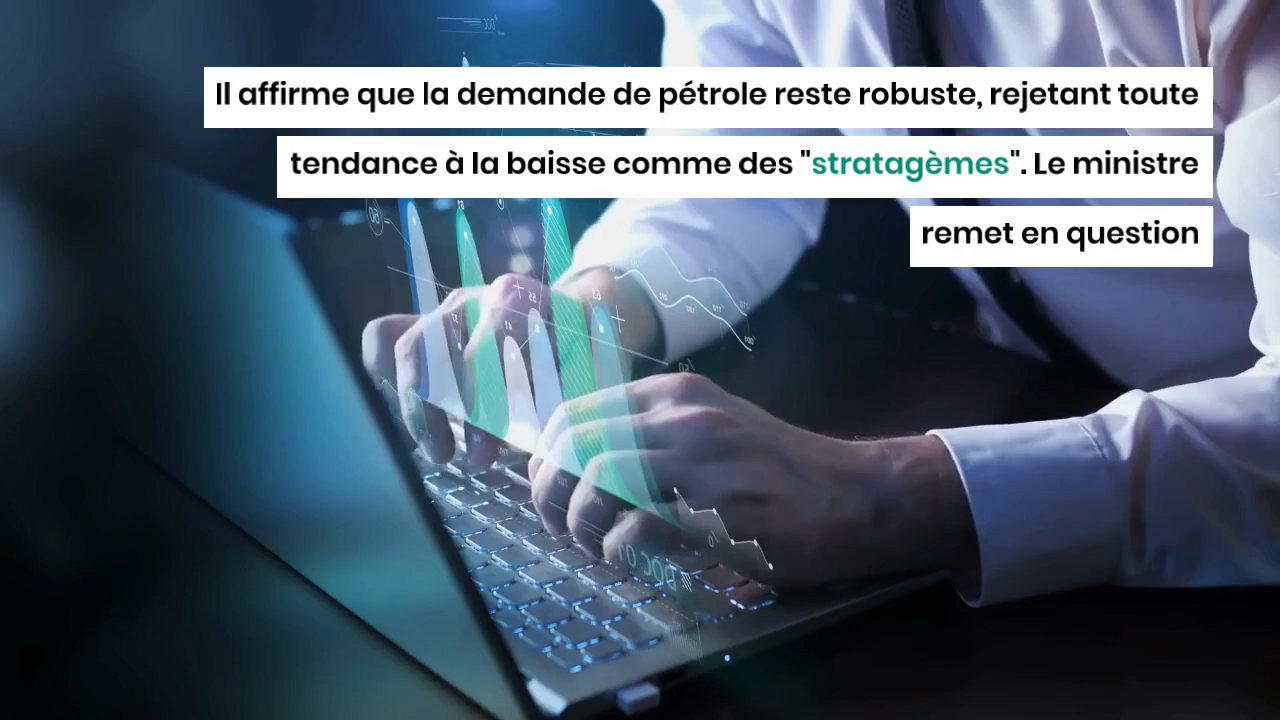 Il affirme que la demande de pétrole reste robuste, rejetant toute
tendance à la baisse comme des "stratagèmes". Le ministre
remet en question